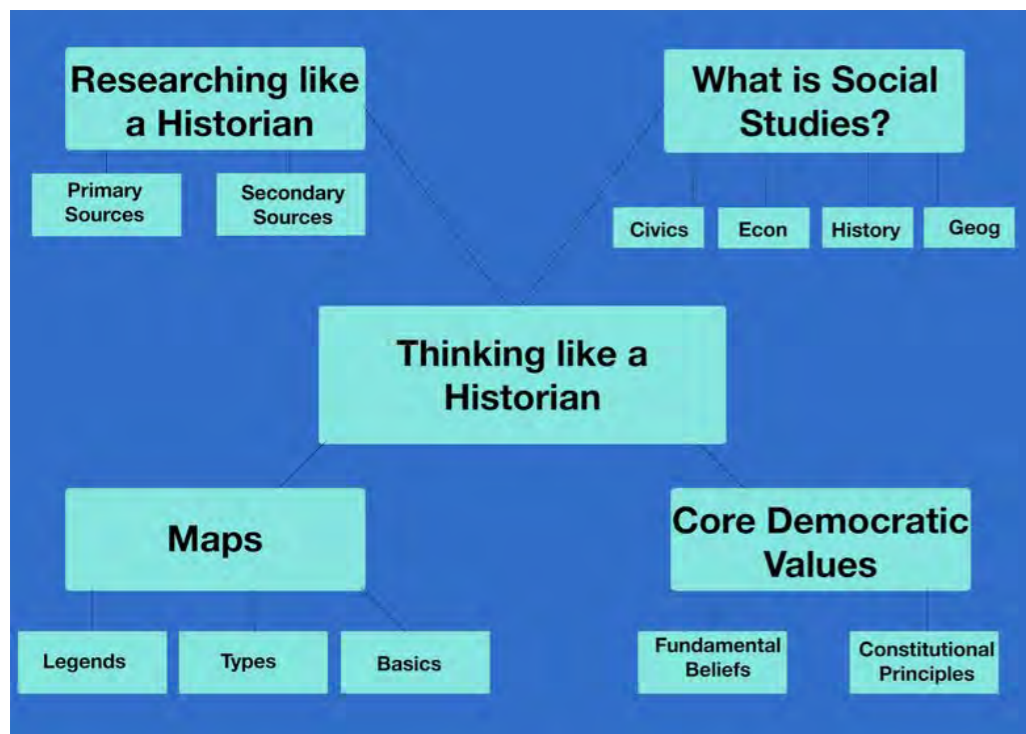 Researching like
a Historian
Primary
Sources
Secondary
Sources
What is Social
Studies?
Civics
Econ
History
Geog
Thinking like a
Historian
Maps
Legends
Types
Basics
Core Democratic
Values
Fundamental
Beliefs
Constitutional
Principles